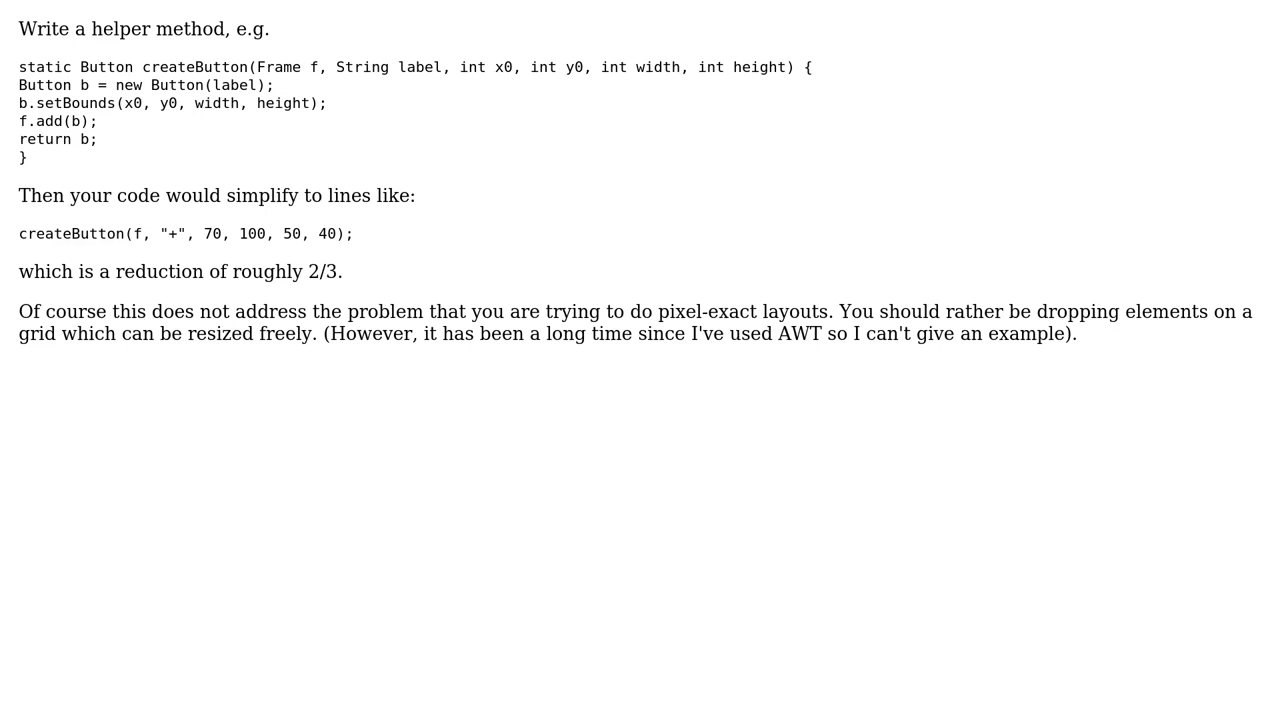 Write a helper method, e.g.
static Button createButton(Frame f, String label, int x0, int y0, int width, int height) {
Button b = new Button(label);
b.setBounds(x0, y0, width, height);
f.add(b);
return b;
}
Then your code would simplify to lines like:
createButton(f, "+", 70, 100, 50, 40);
which is a reduction of roughly 2/3.
Of course this does not address the problem that you are trying to do pixel-exact layouts. You should rather be dropping elements on a
grid which can be resized freely. (However, it has been a long time since I've used AWT so I can't give an example).